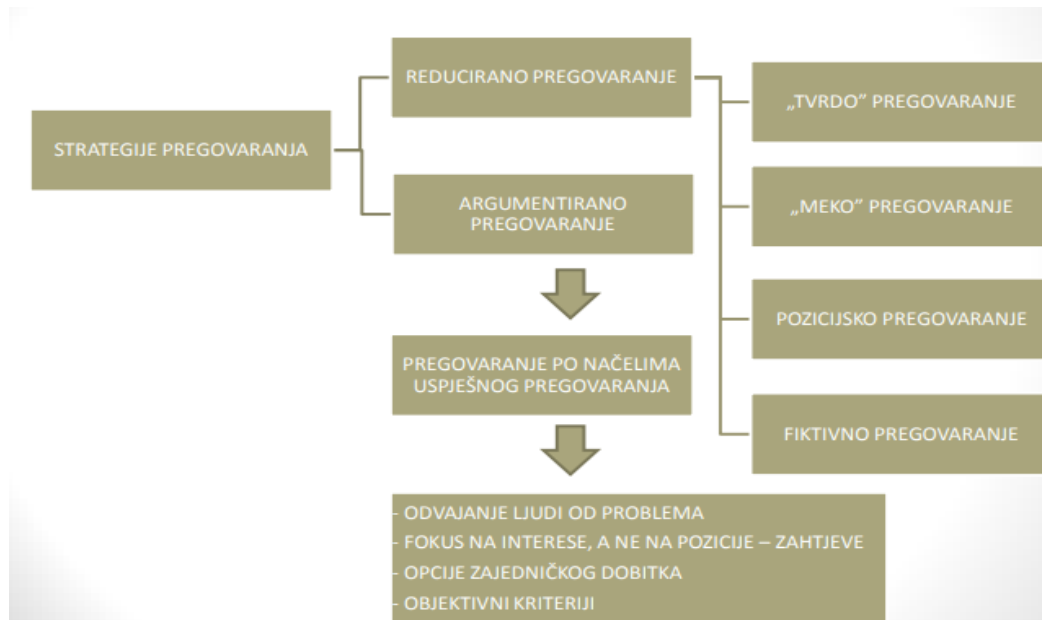 STRATEGIJE PREGOVARANJA
REDUCIRANO PREGOVARANJE
„TVRDO” PREGOVARANJE
„MEKO” PREGOVARANJE
POZICIJSKO PREGOVARANJE
FIKTIVNO PREGOVARANJE
ARGUMENTIRANO
PREGOVARANJE
PREGOVARANJE PO NAČELIMA
USPJEŠNOG PREGOVARANJA
- ODVAJANJE LJUDI OD PROBLEMA
- FOKUS NA INTERESE, A NE NA POZICIJE – ZAHTJEVE
- OPCIJE ZAJEDNIČKOG DOBITKA
- OBJEKTIVNI KRITERIJI